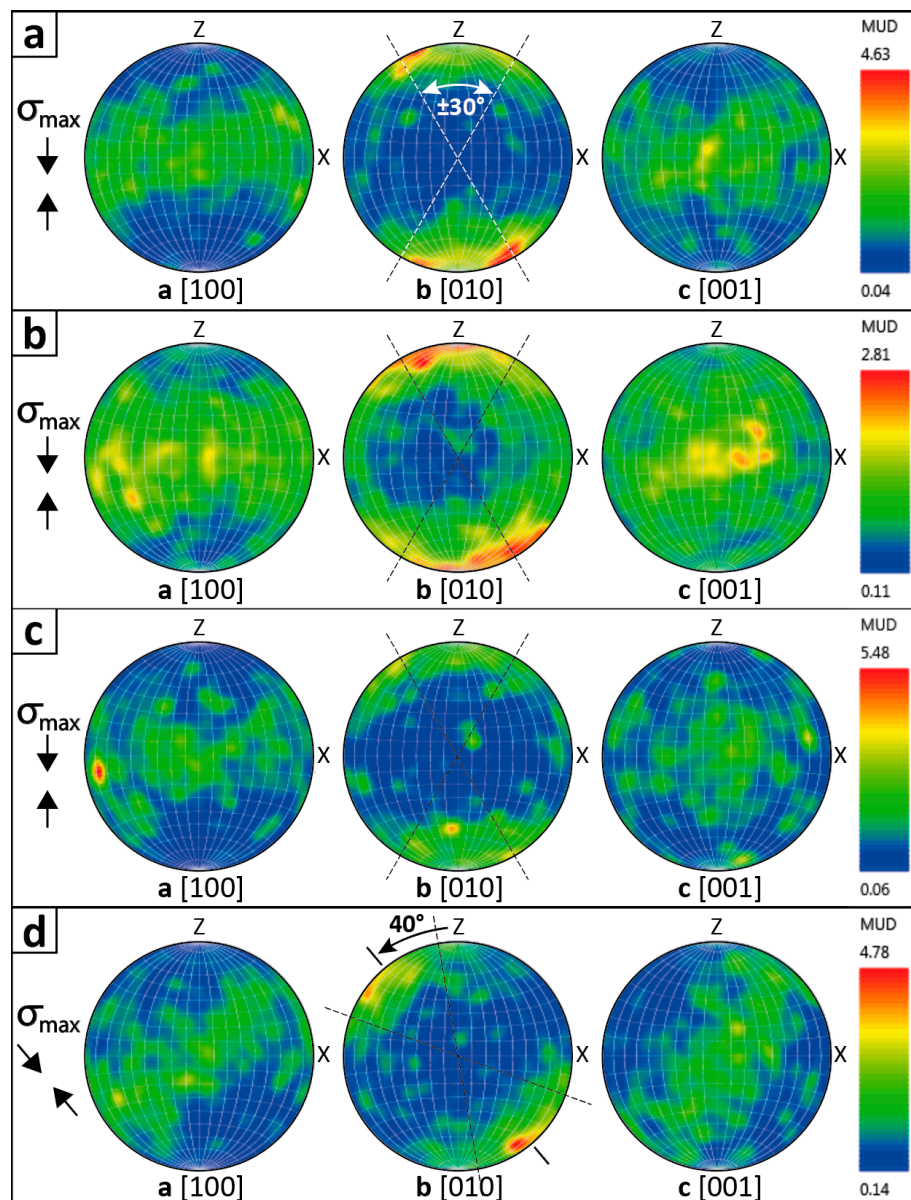 a
Z
Z
Z
MUD
4.63
σmax
±30°
X
X
X
a [100]
b [010]
c [001]
0.04
b
Z
Z
Z
MUD
2.81
σmax
X
X
X
a [100]
b [010]
c [001]
0.11
c
Z
Z
Z
MUD
5.48
σmax
X
X
X
a [100]
b [010]
c [001]
0.06
d
Z
40°
Z
Z
MUD
4.78
σmax
X
X
X
a [100]
b [010]
c [001]
0.14